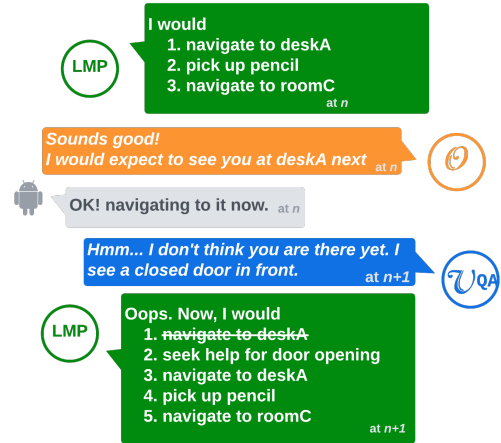 I would
1. navigate to deskA
2. pick up pencil
3. navigate to roomC
at n
LMP
Sounds good!
I would expect to see you at deskA next
at n
O
OK! navigating to it now. at n
Hmm... I don't think you are there yet. I
see a closed door in front.
at n+1
VQA
LMP
Oops. Now, I would
1. navigate to deskA
2. seek help for door opening
3. navigate to deskA
4. pick up pencil
5. navigate to roomC
at n+1